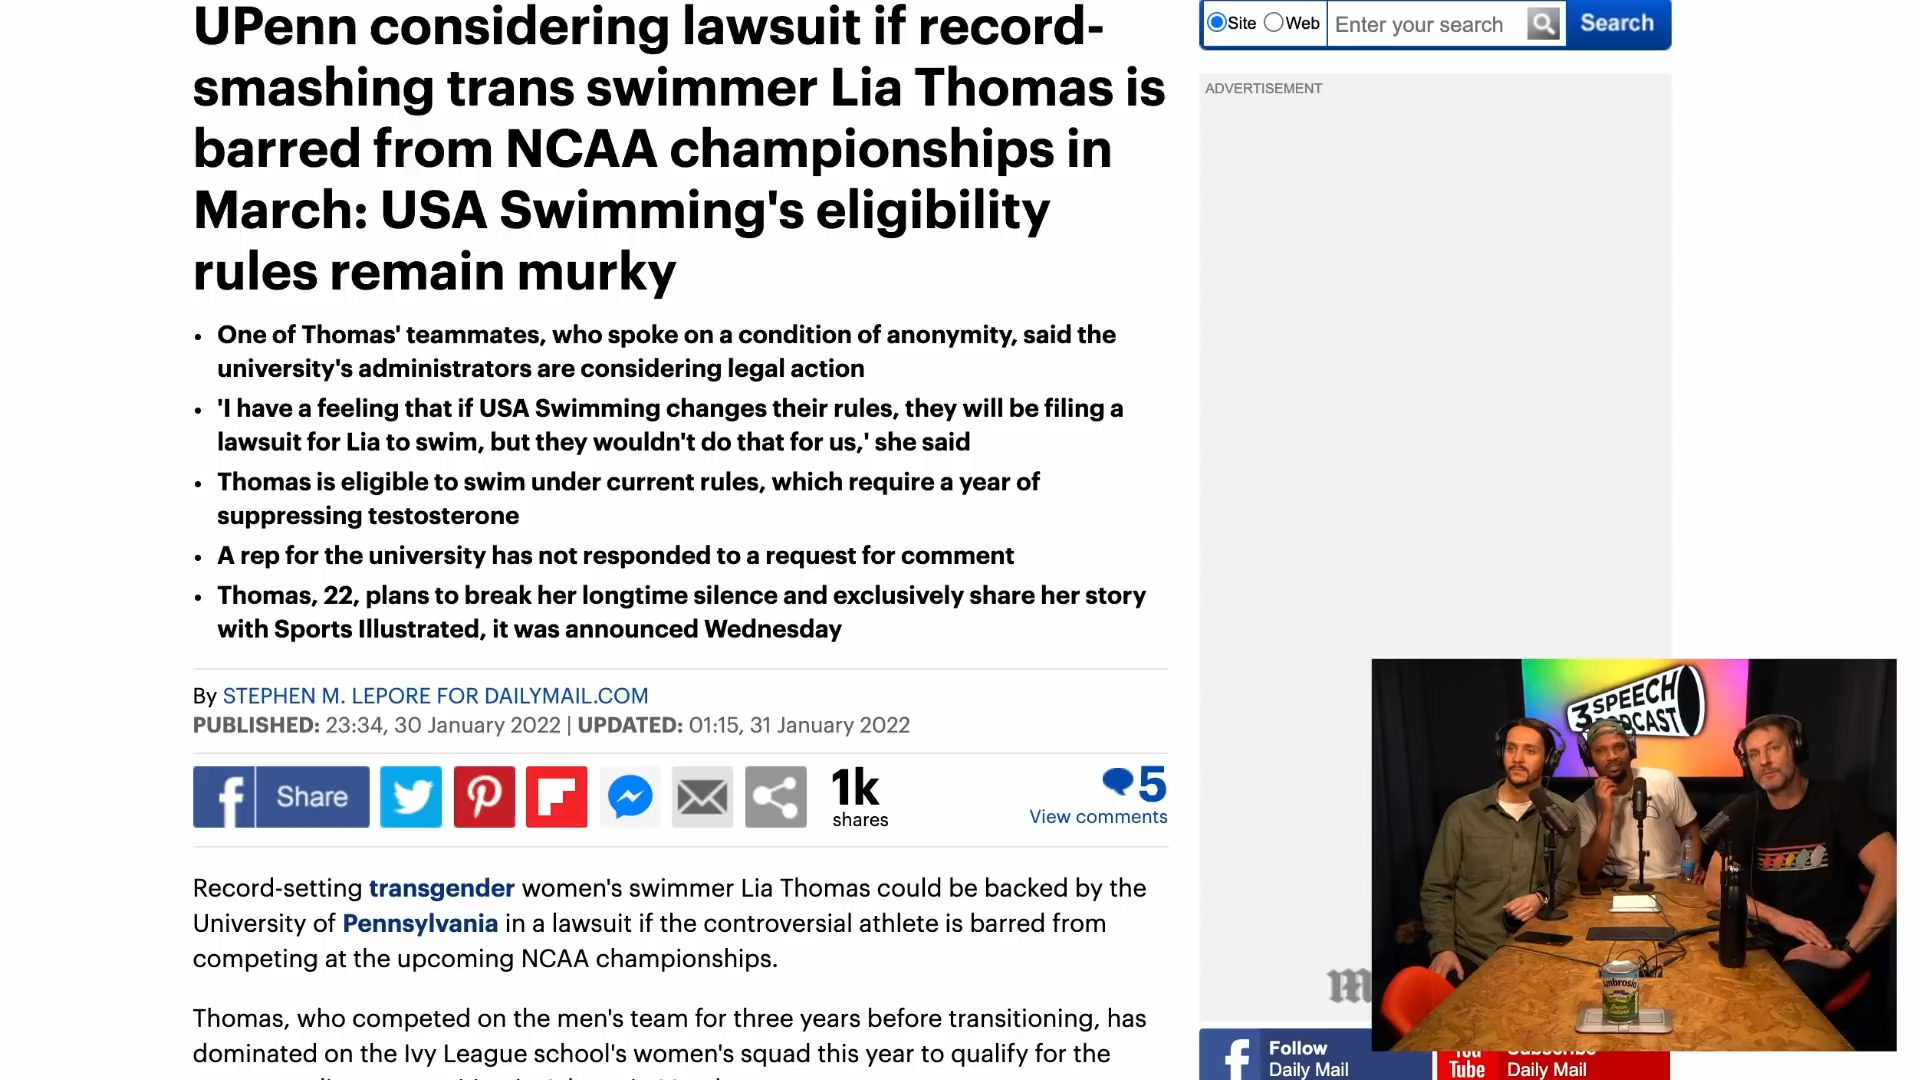 UPenn considering lawsuit if record-
smashing trans swimmer Lia Thomas is
barred from NCAA championships in
March: USA Swimming's eligibility
rules remain murky
• One of Thomas' teammates, who spoke on a condition of anonymity, said the
university's administrators are considering legal action
• 'I have a feeling that if USA Swimming changes their rules, they will be filing a
lawsuit for Lia to swim, but they wouldn't do that for us,' she said
• Thomas is eligible to swim under current rules, which require a year of
suppressing testosterone
• A rep for the university has not responded to a request for comment
• Thomas, 22, plans to break her longtime silence and exclusively share her story
with Sports Illustrated, it was announced Wednesday
By STEPHEN M. LEPORE FOR DAILYMAIL.COM
PUBLISHED: 23:34, 30 January 2022 | UPDATED: 01:15, 31 January 2022
Share
1k
shares
5
View comments
Record-setting transgender women's swimmer Lia Thomas could be backed by the
University of Pennsylvania in a lawsuit if the controversial athlete is barred from
competing at the upcoming NCAA championships.
Thomas, who competed on the men's team for three years before transitioning, has
dominated on the Ivy League school's women's squad this year to qualify for the
Site Web Enter your search Search
ADVERTISEMENT
3 SPEECH
PODCAST
Ambrosia
Follow
Daily Mail
You
Tube
Subscribe
Daily Mail